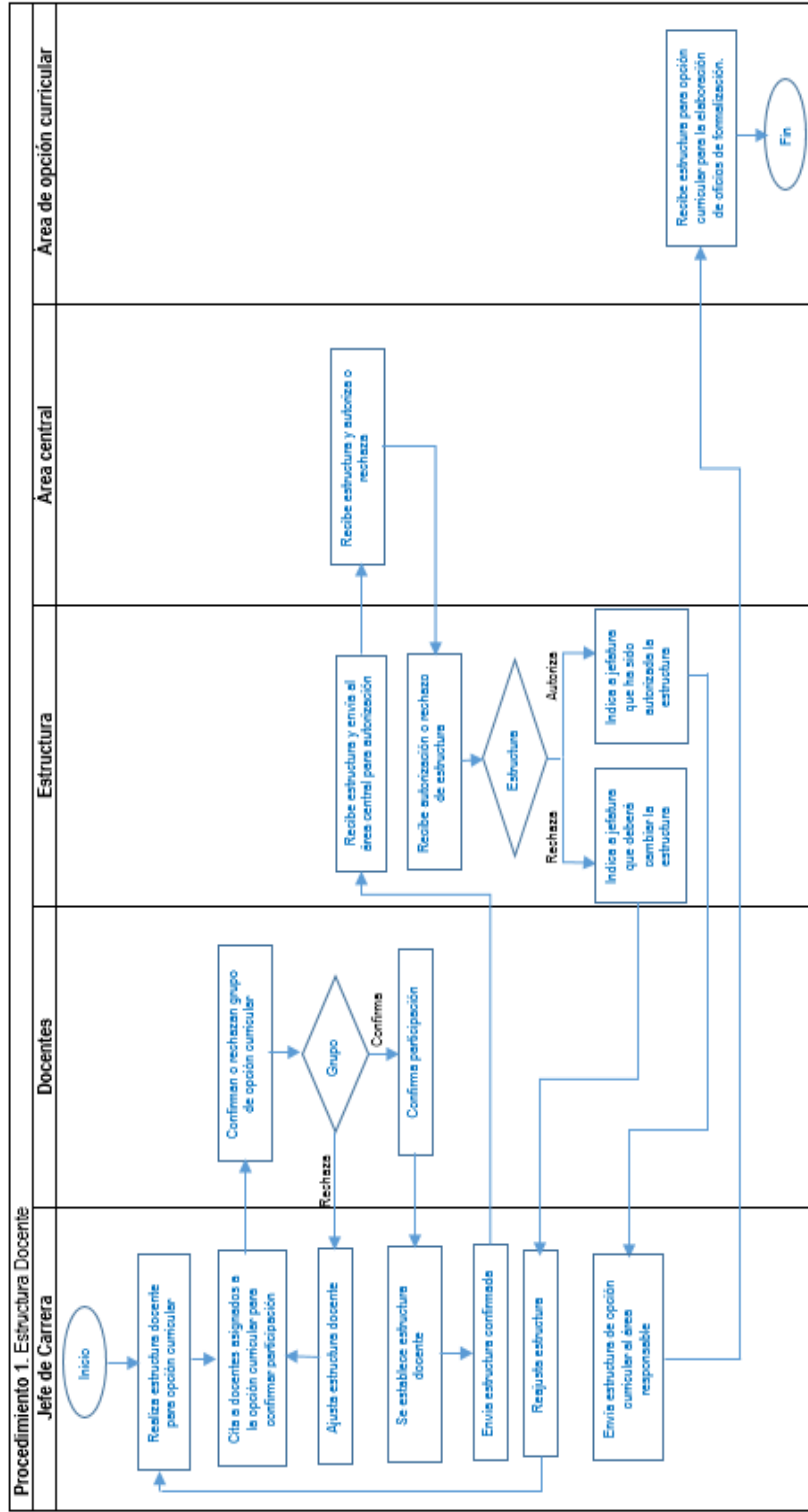 Procedimiento 1. Estructura Docente
Jefe de Carrera
Docentes
Estructura
Área central
Área de opción curricular
Inicio
Realiza estructura docente
para opción curricular
Cita a docentes asignados a
la opción curricular para
confirmar participación
Confirman o rechazan grupo
de opción curricular
Grupo
Rechaza
Confirma
Ajusta estructura docente
Confirma participación
Se establece estructura
docente
Envía estructura confirmada
Recibe estructura y envía al
área central para autorización
Recibe estructura y autoriza o
rechaza
Recibe autorización o rechazo
de estructura
Estructura
Rechaza
Autoriza
Indica a jefatura
que deberá
cambiar la
estructura
Indica a jefatura
que ha sido
autorizada la
estructura
Reajusta estructura
Envía estructura de opción
curricular al área
responsable
Recibe estructura para opción
curricular para la elaboración
de oficios de formalización.
Fin